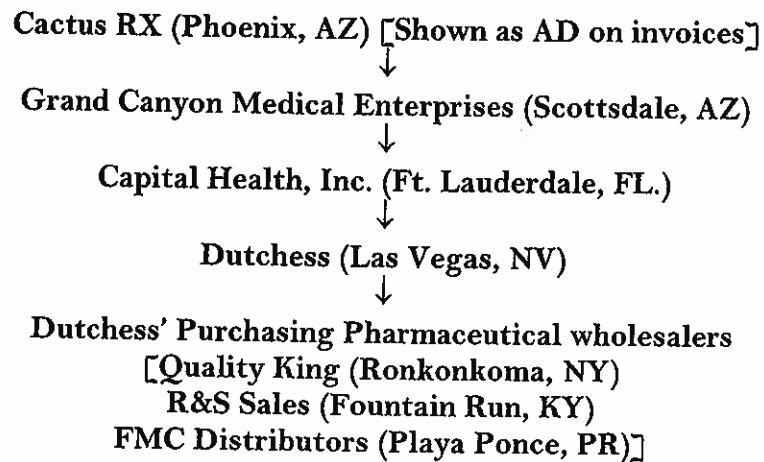 Cactus RX (Phoenix, AZ) [Shown as AD on invoices]
↓
Grand Canyon Medical Enterprises (Scottsdale, AZ)
↓
Capital Health, Inc. (Ft. Lauderdale, FL.)
↓
Dutchess (Las Vegas, NV)
↓
Dutchess' Purchasing Pharmaceutical wholesalers
[Quality King (Ronkonkoma, NY)
R&S Sales (Fountain Run, KY)
FMC Distributors (Playa Ponce, PR)]